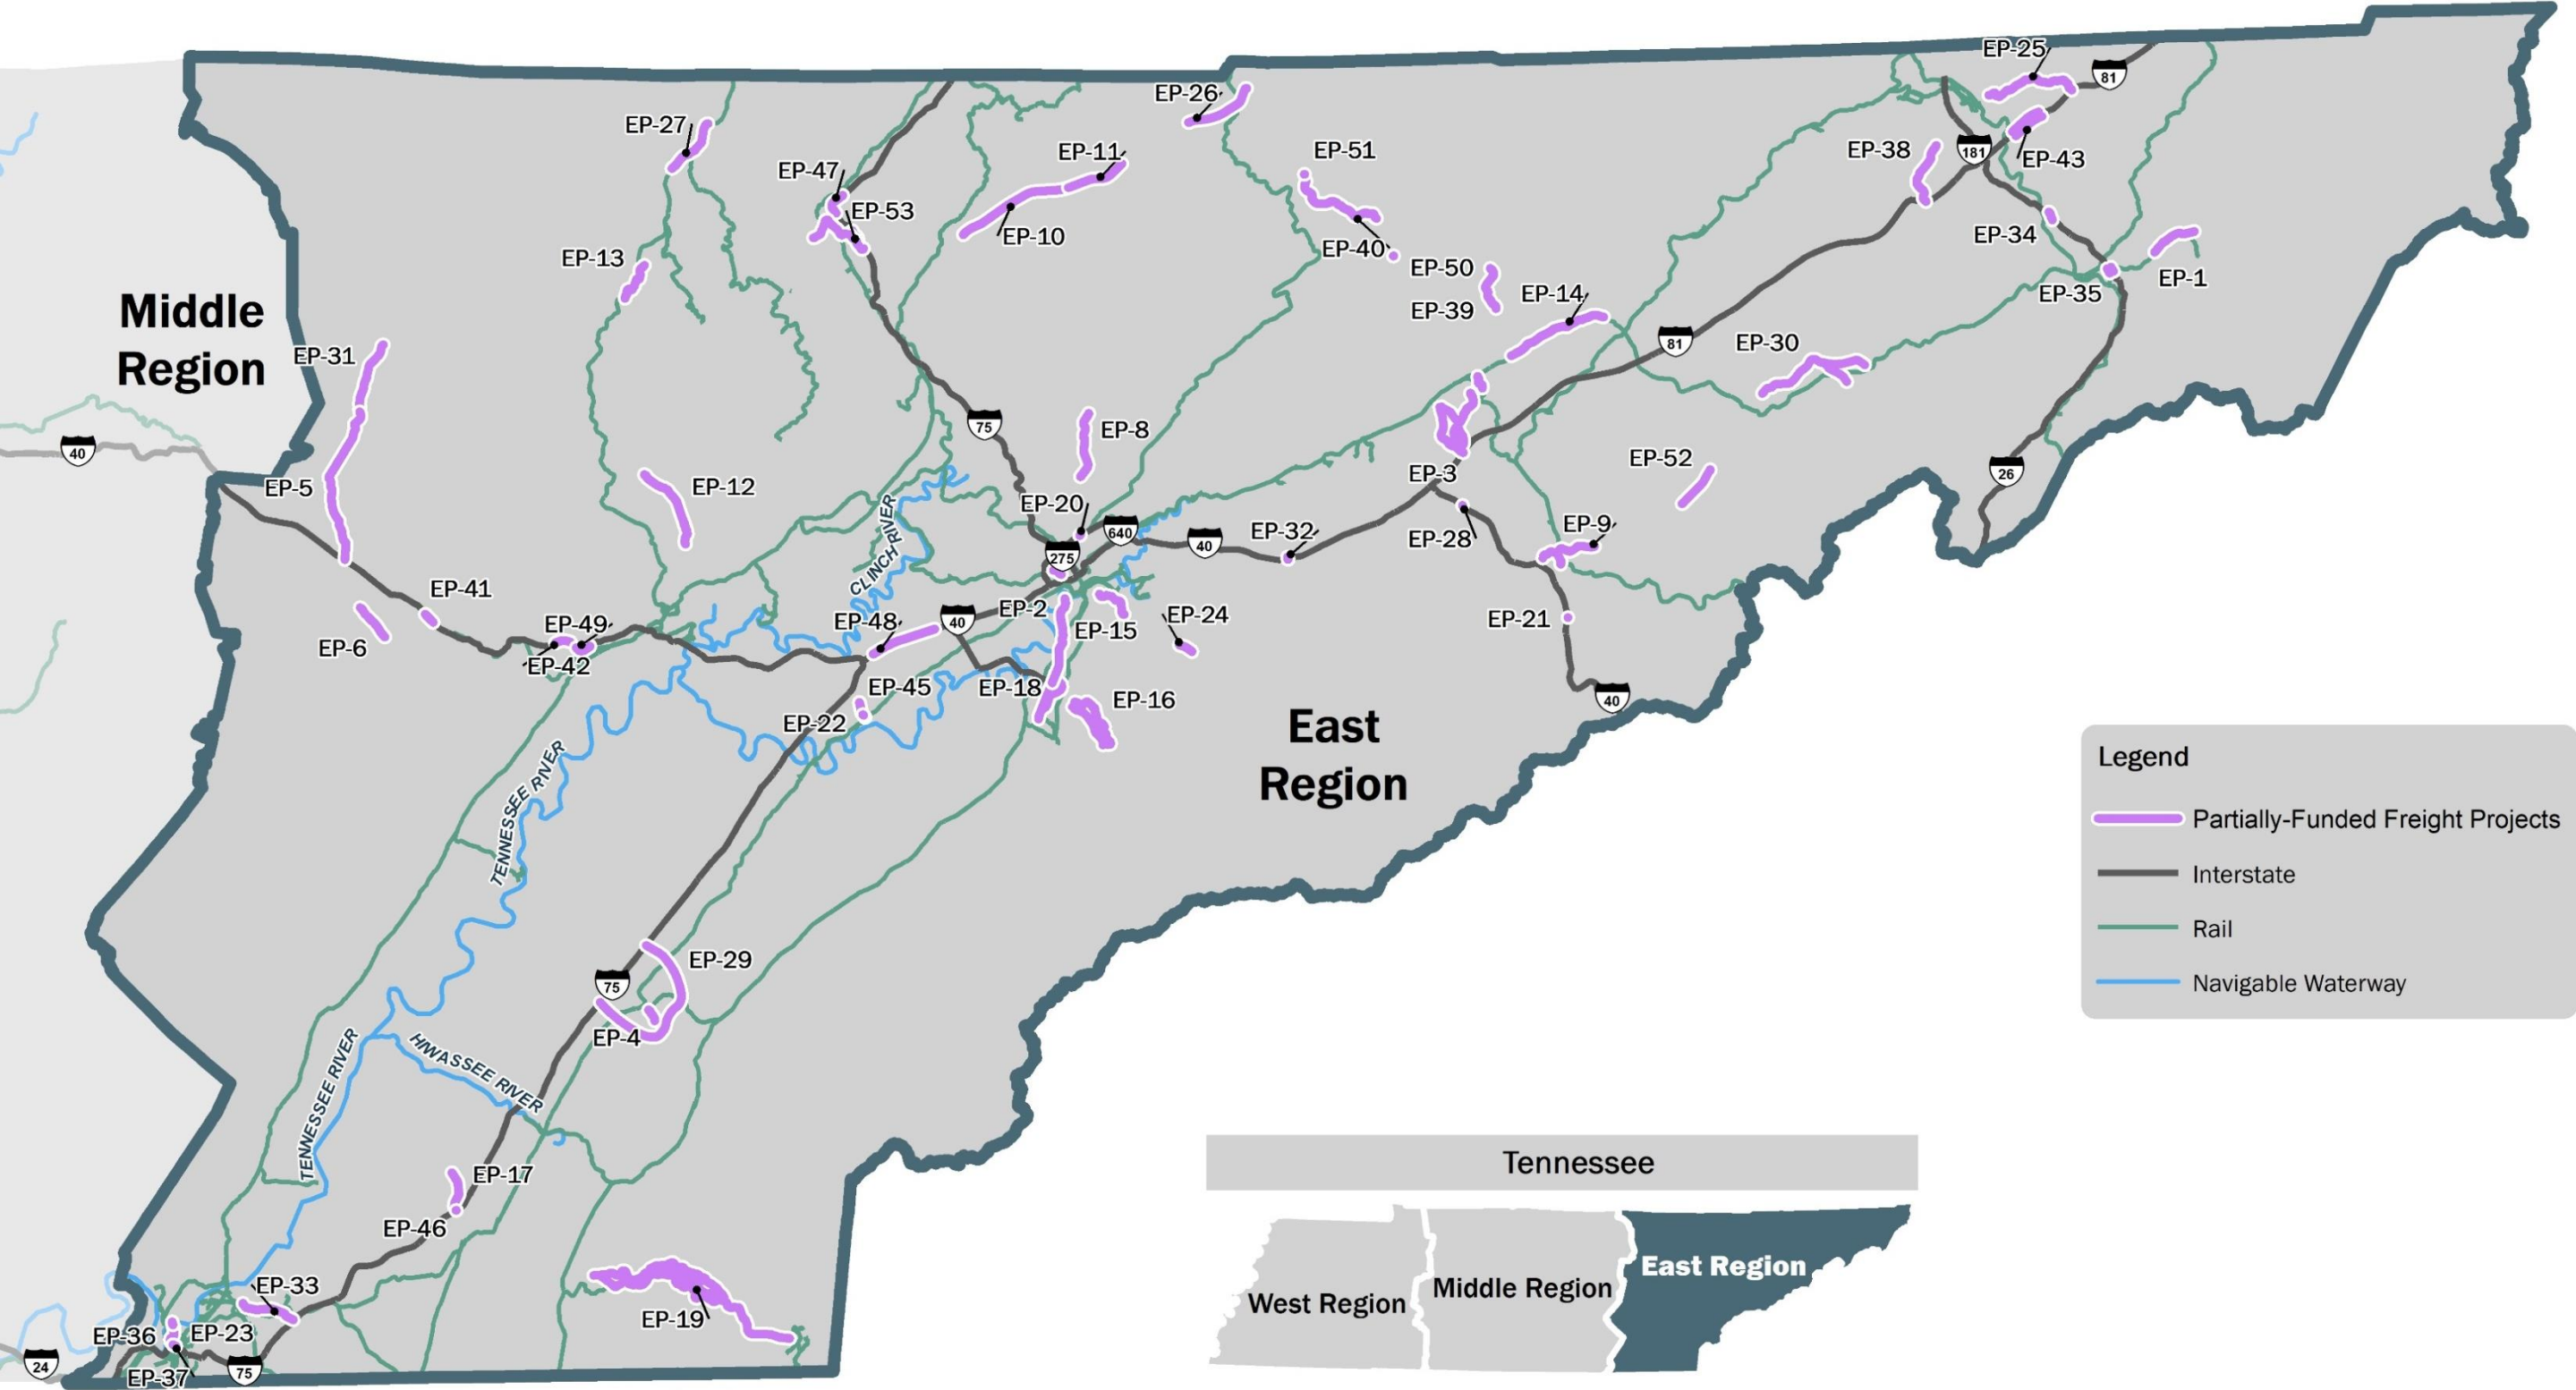 EP-25
81
EP-26
EP-27
EP-11
EP-51
EP-38
181
EP-43
EP-47
EP-53
EP-10
EP-40
EP-34
EP-13
EP-50
EP-1
EP-39
EP-14
EP-35
Middle
Region
EP-31
81
EP-30
75
EP-8
40
EP-5
EP-12
EP-3
EP-52
26
EP-20
CLINCH RIVER
640
40
EP-32
EP-28
EP-9
275
EP-41
EP-2
EP-6
EP-49
EP-48
40
EP-15
EP-24
EP-21
EP-42
EP-45
EP-18
EP-16
40
EP-22
East
Region
TENNESSEE RIVER
Legend
Partially-Funded Freight Projects
Interstate
Rail
Navigable Waterway
EP-29
75
EP-4
TENNESSEE RIVER
HIWASSEE RIVER
EP-17
EP-46
Tennessee
West Region
Middle Region
East Region
EP-33
EP-19
EP-36
EP-23
24
EP-37
75